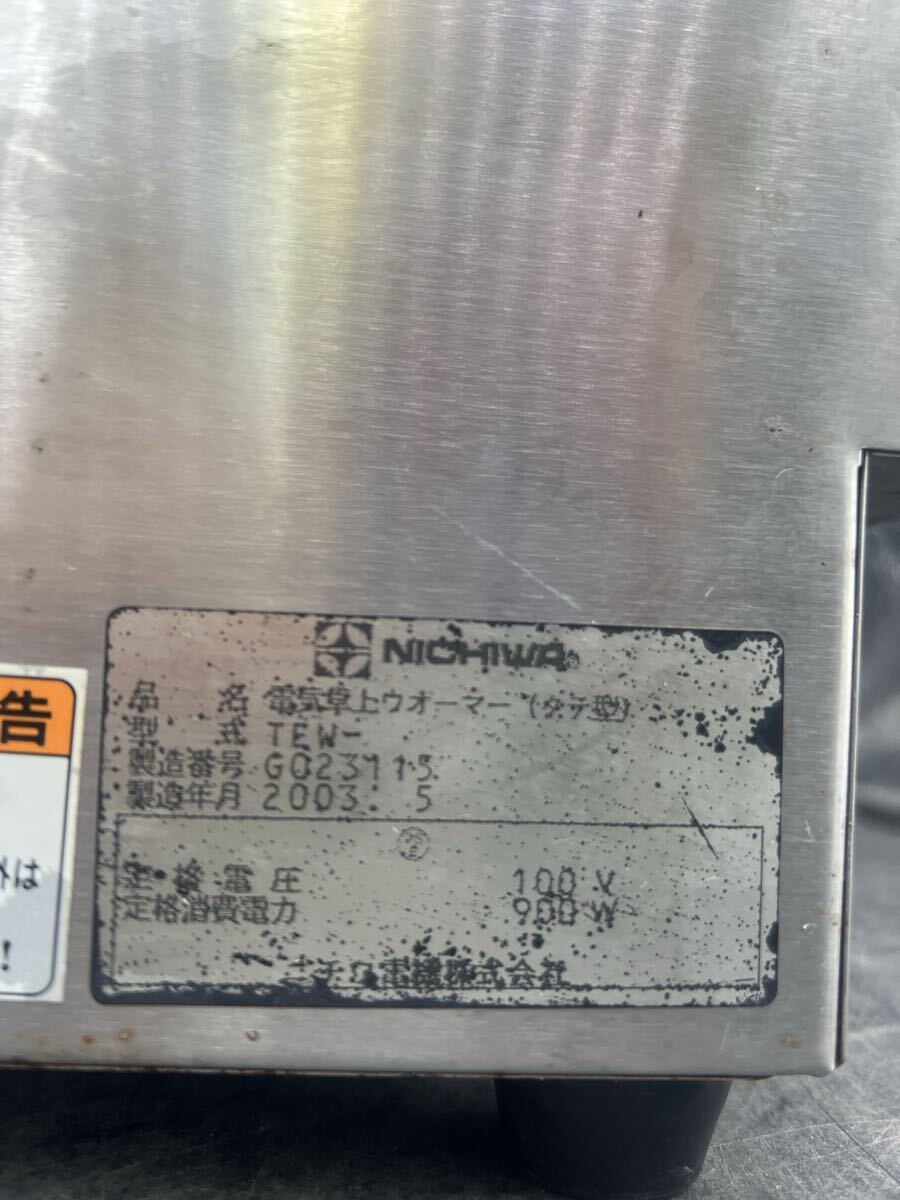 NICHIWA
品 名 電気卓上ウオーマー (タテ型)
型 式 TEW-
製造番号 G023115
製造年月 2003. 5
定格電圧 100 V
定格消費電力 900 W
ニチワ電機株式会社
告
外は
!